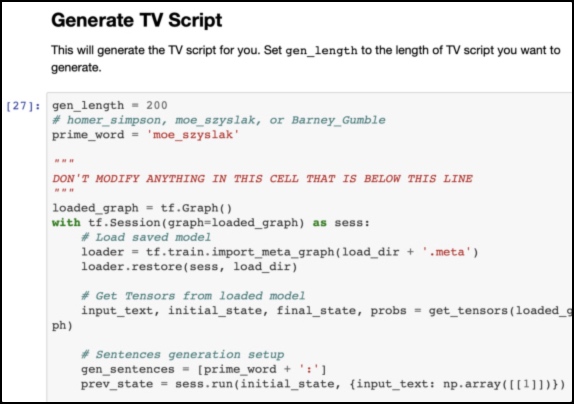 Generate TV Script
This will generate the TV script for you. Set gen_length to the length of TV script you want to
generate.
[27]: gen_length = 200
# homer_simpson, moe_szyslak, or Barney_Gumble
prime_word = 'moe_szyslak'
"""
DON'T MODIFY ANYTHING IN THIS CELL THAT IS BELOW THIS LINE
"""
loaded_graph = tf.Graph()
with tf.Session(graph=loaded_graph) as sess:
# Load saved model
loader = tf.train.import_meta_graph(load_dir + '.meta')
loader.restore(sess, load_dir)
# Get Tensors from loaded model
input_text, initial_state, final_state, probs = get_tensors(loaded_g
ph)
# Sentences generation setup
gen_sentences = [prime_word + ':']
prev_state = sess.run(initial_state, {input_text: np.array([[1]])})